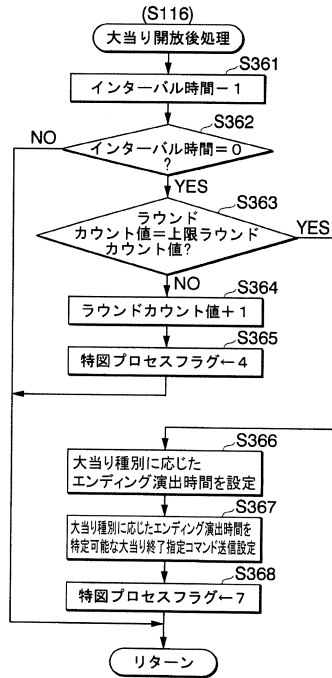 (S116)
大当り開放後処理
S361
インターバル時間－1
S362
NO
インターバル時間＝0
?
YES
S363
ラウンド
カウント値＝上限ラウンド
カウント値?
YES
NO
S364
ラウンドカウント値＋1
S365
特図プロセスフラグ←4
S366
大当り種別に応じた
エンディング演出時間を設定
S367
大当り種別に応じたエンディング演出時間を
特定可能な大当り終了指定コマンド送信設定
S368
特図プロセスフラグ←7
リターン